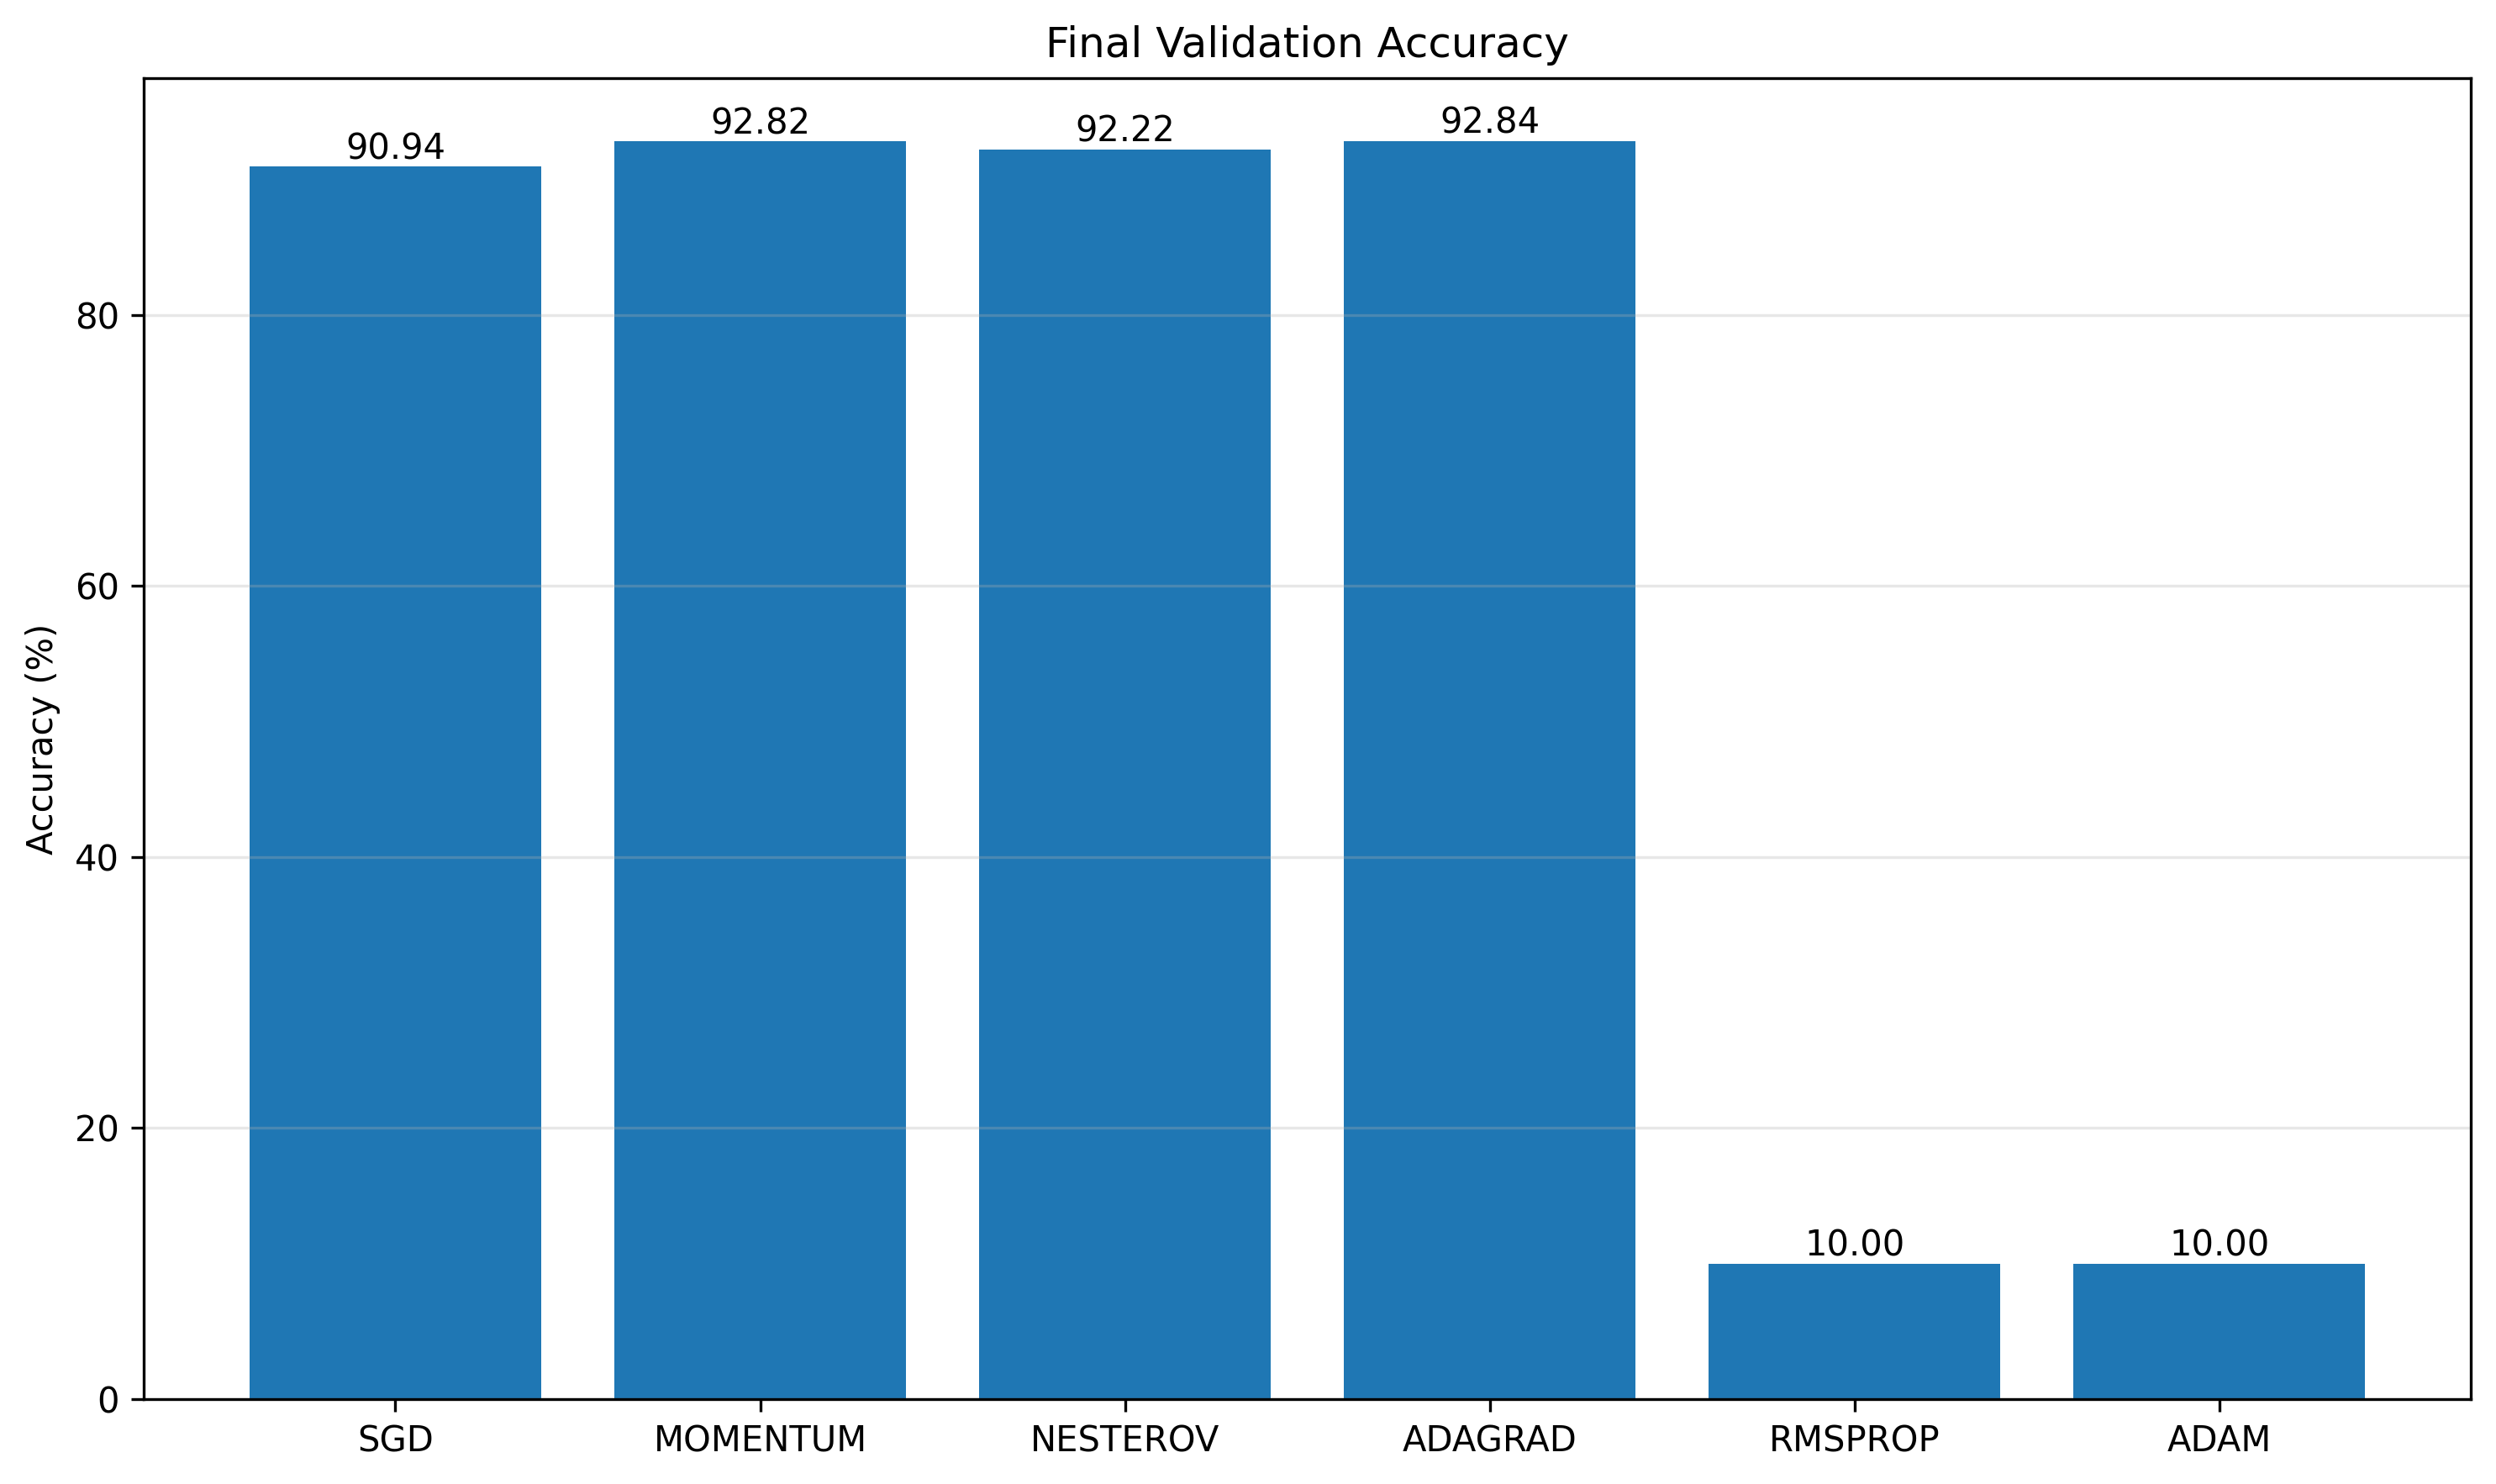 Final Validation Accuracy
Accuracy (%)
90.94
92.82
92.22
92.84
10.00
10.00
80
60
40
20
0
SGD
MOMENTUM
NESTEROV
ADAGRAD
RMSPROP
ADAM